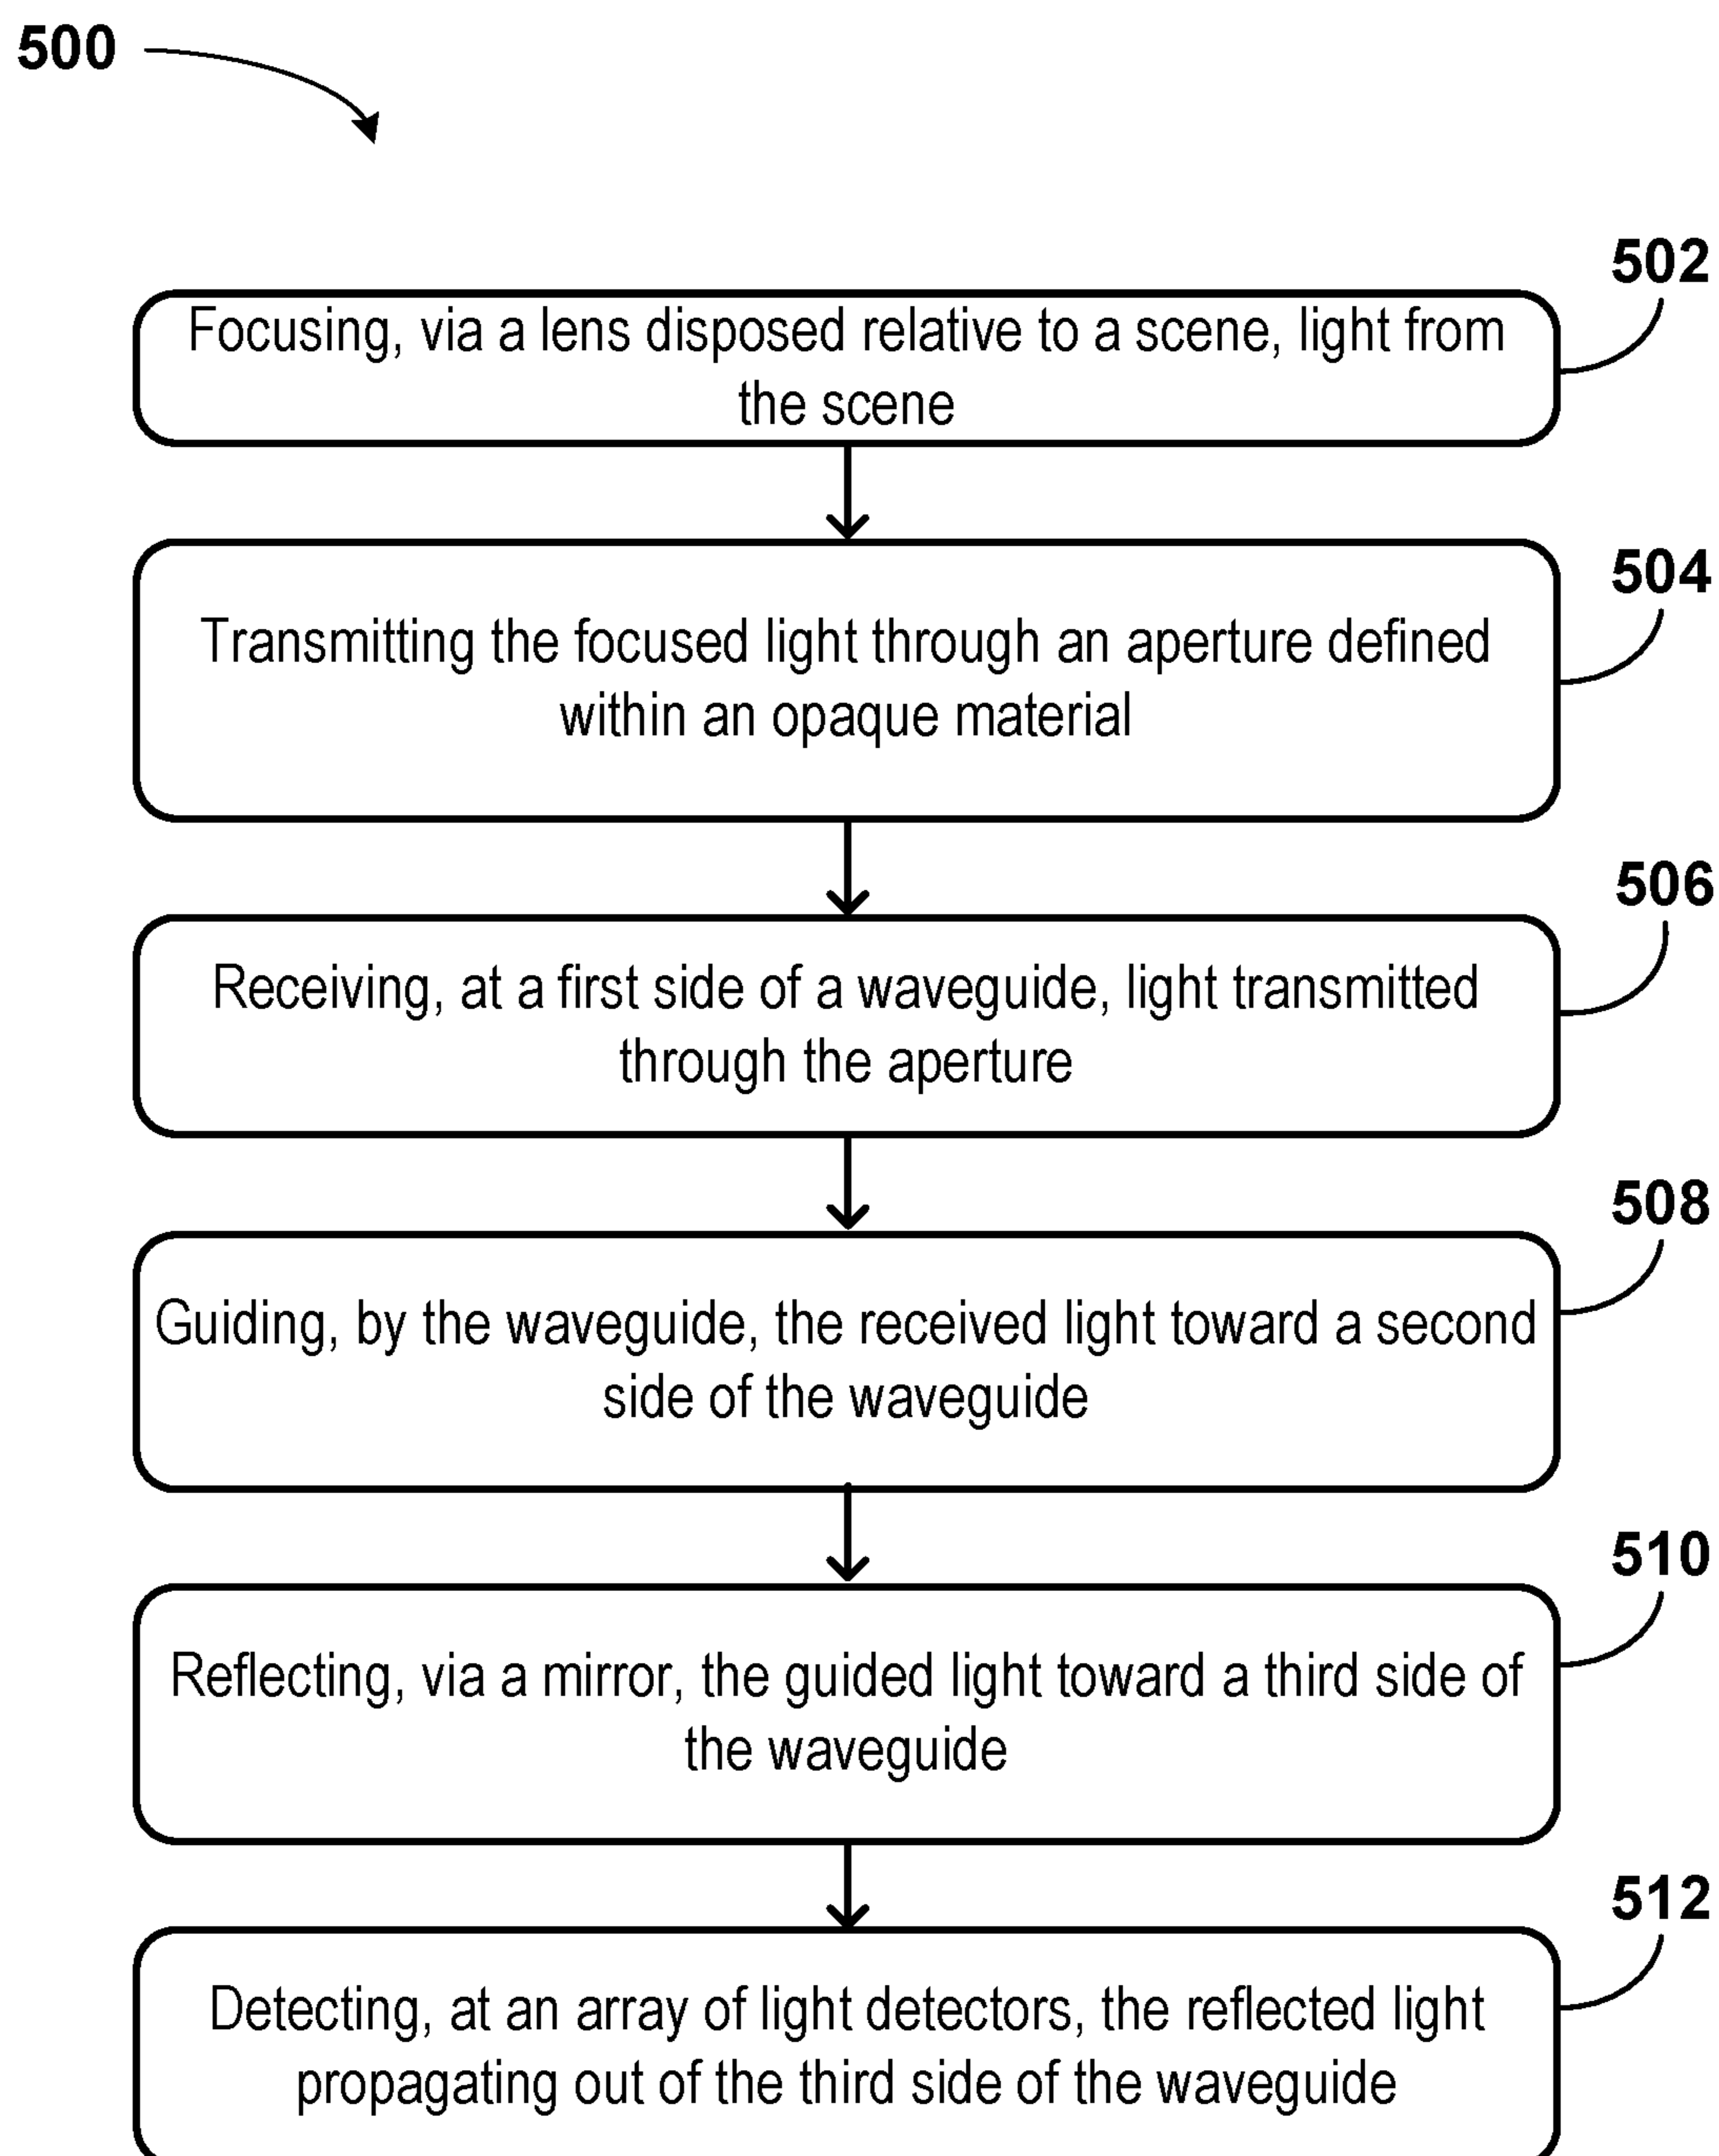 500
502
Focusing, via a lens disposed relative to a scene, light from
the scene
504
Transmitting the focused light through an aperture defined
within an opaque material
506
Receiving, at a first side of a waveguide, light transmitted
through the aperture
508
Guiding, by the waveguide, the received light toward a second
side of the waveguide
510
Reflecting, via a mirror, the guided light toward a third side of
the waveguide
512
Detecting, at an array of light detectors, the reflected light
propagating out of the third side of the waveguide